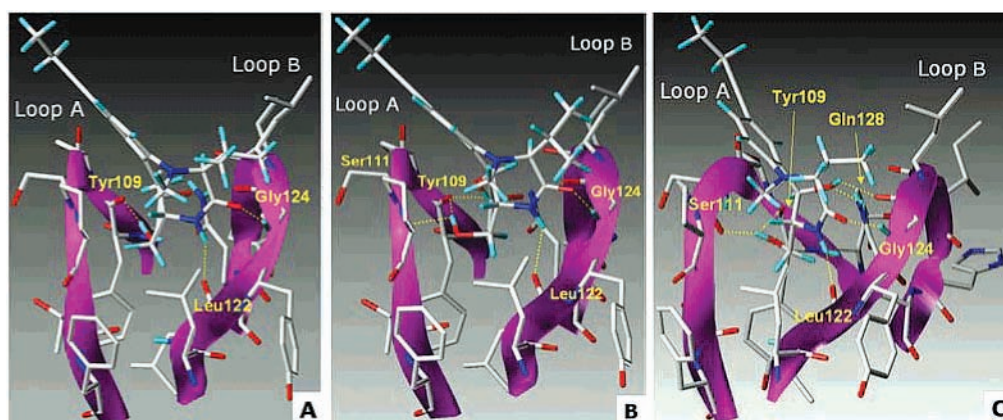 Loop A
Loop B
Tyr109
Gly124
Leu122
A
Loop A
Loop B
Ser111
Tyr109
Gly124
Leu122
B
Loop A
Loop B
Tyr109
Gln128
Ser111
Gly124
Leu122
C